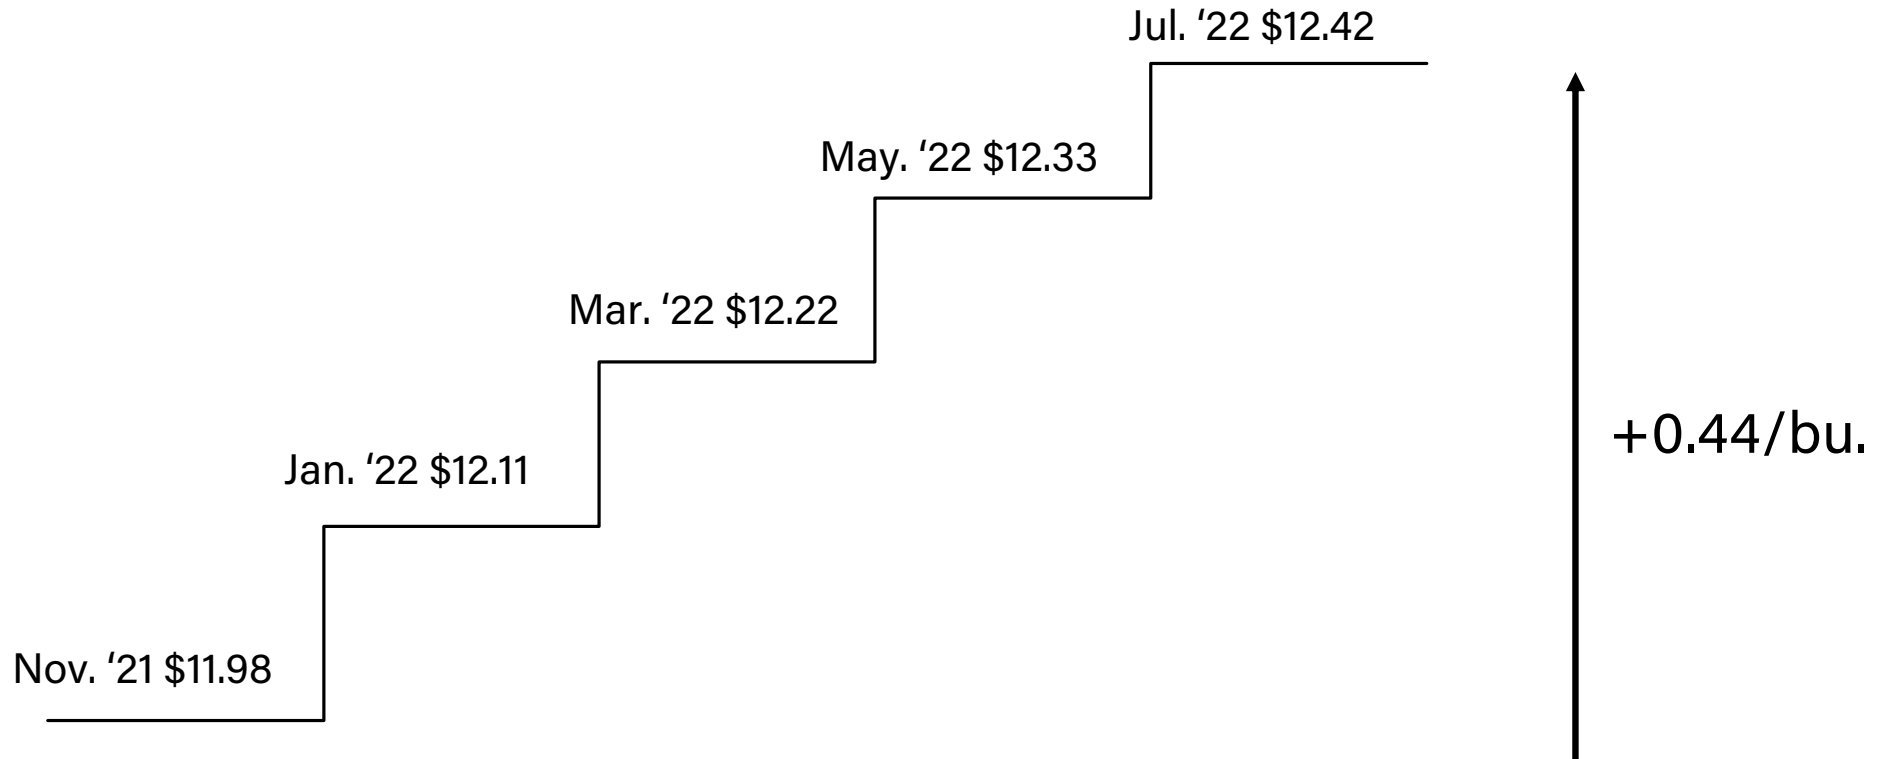 Jul. ‘22 $12.42
May. ‘22 $12.33
Mar. ‘22 $12.22
+0.44/bu.
Jan. ‘22 $12.11
Nov. ‘21 $11.98